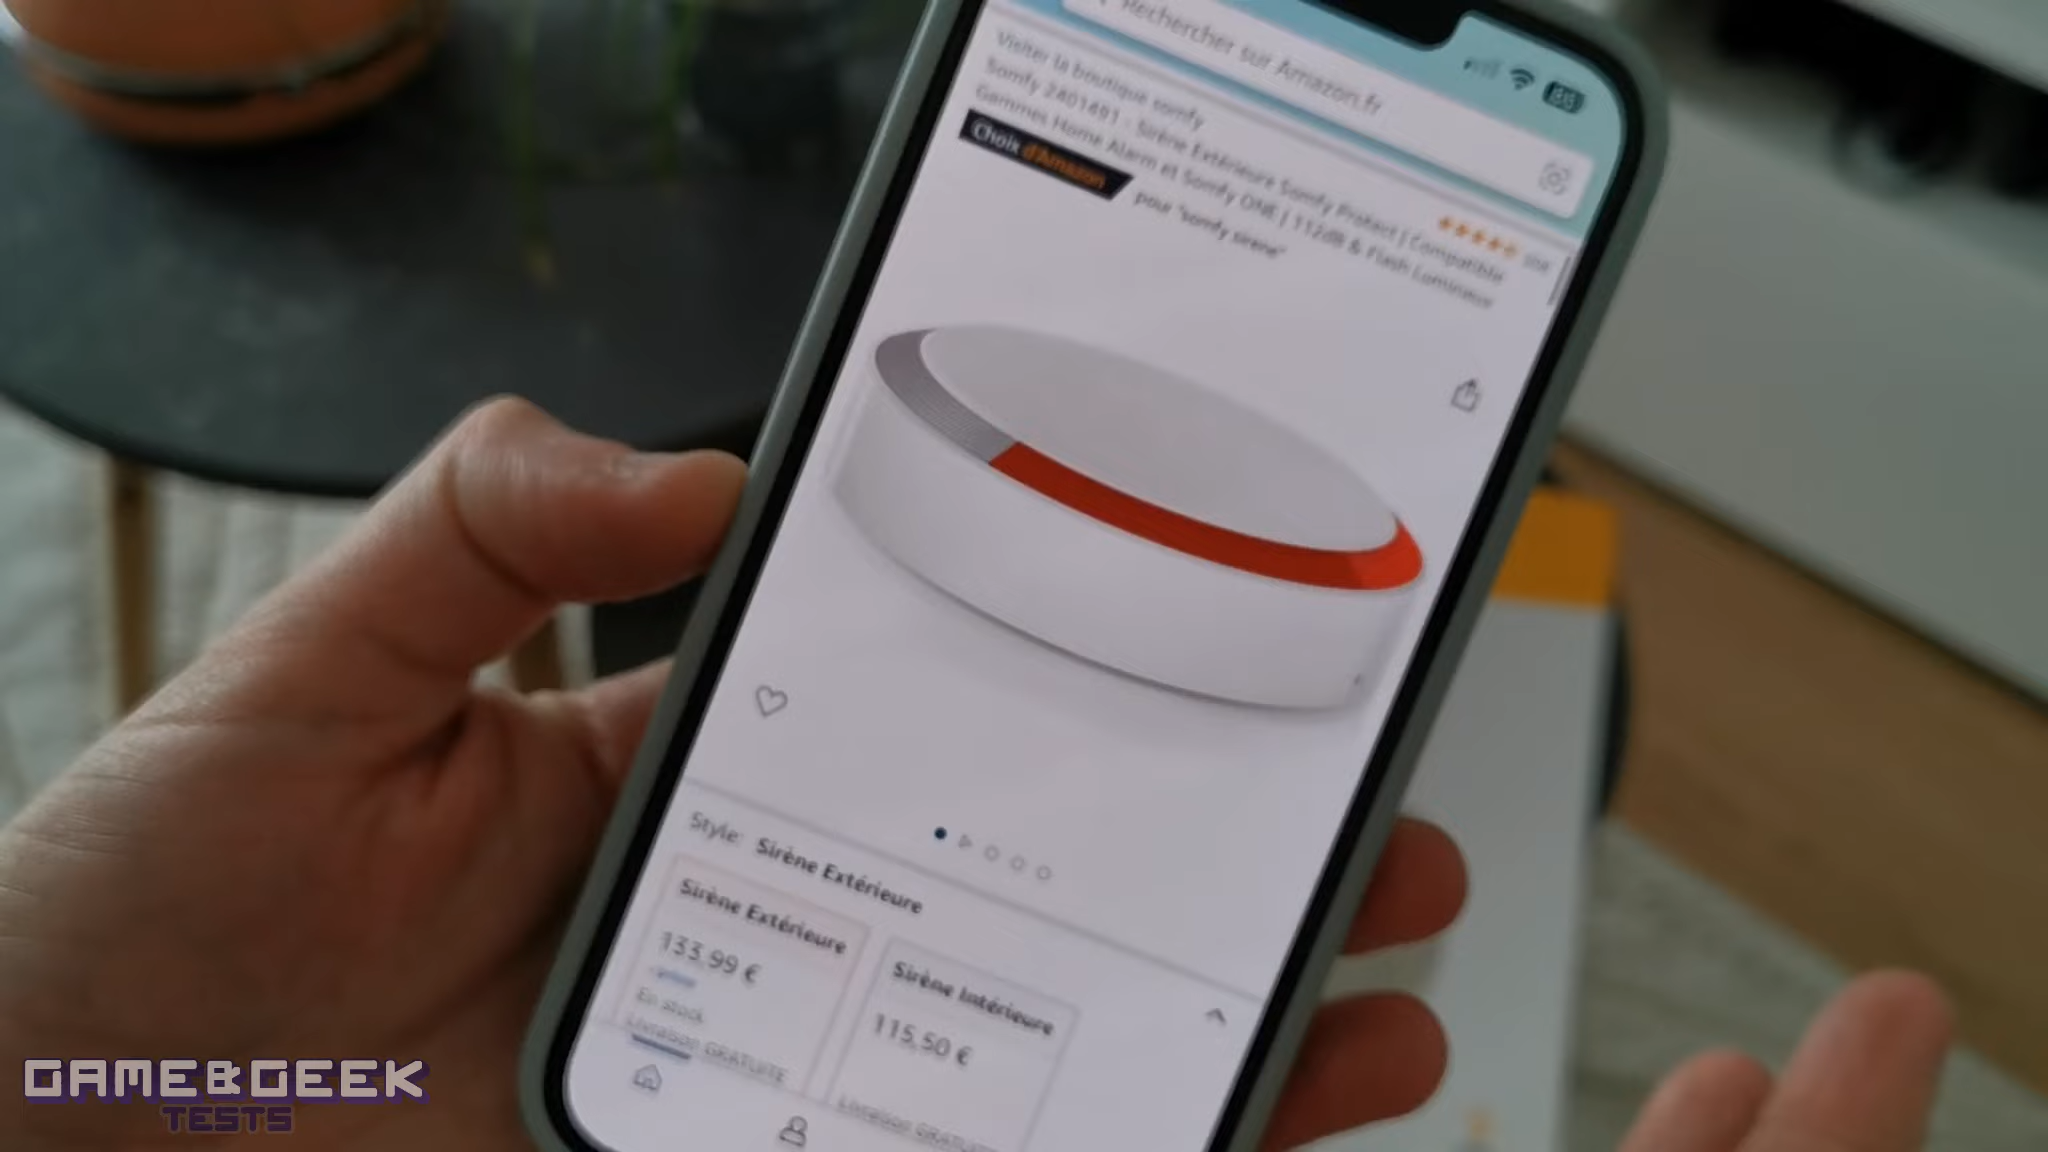 Rechercher sur Amazon.fr
86
Visiter la boutique somfy
Somfy 2401491 - Sirène Extérieure Somfy Protect | Compatible
Gammes Home Alarm et Somfy ONE | 112dB & Flash Lumineux
Choix d'Amazon pour "somfy sirene"
Style: Sirène Extérieure
Sirène Extérieure
133,99 €
En stock
Livraison GRATUITE
Sirène Intérieure
115,50 €
Livraison GRATUITE
GAME&GEEK
TESTS